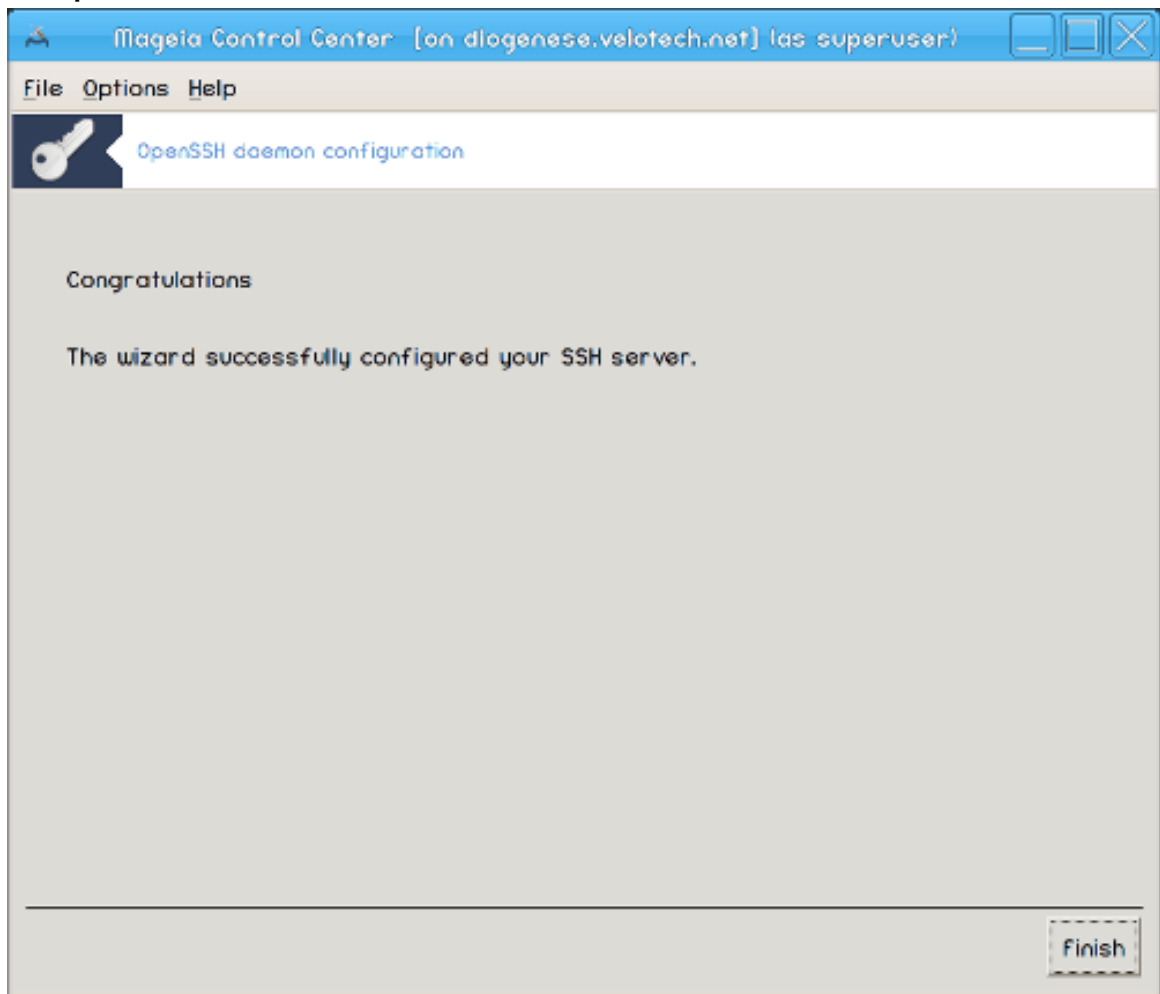 Mageia Control Center [on diogenese.velotech.net] (as superuser)
File Options Help
OpenSSH daemon configuration
Congratulations
The wizard successfully configured your SSH server.
Finish